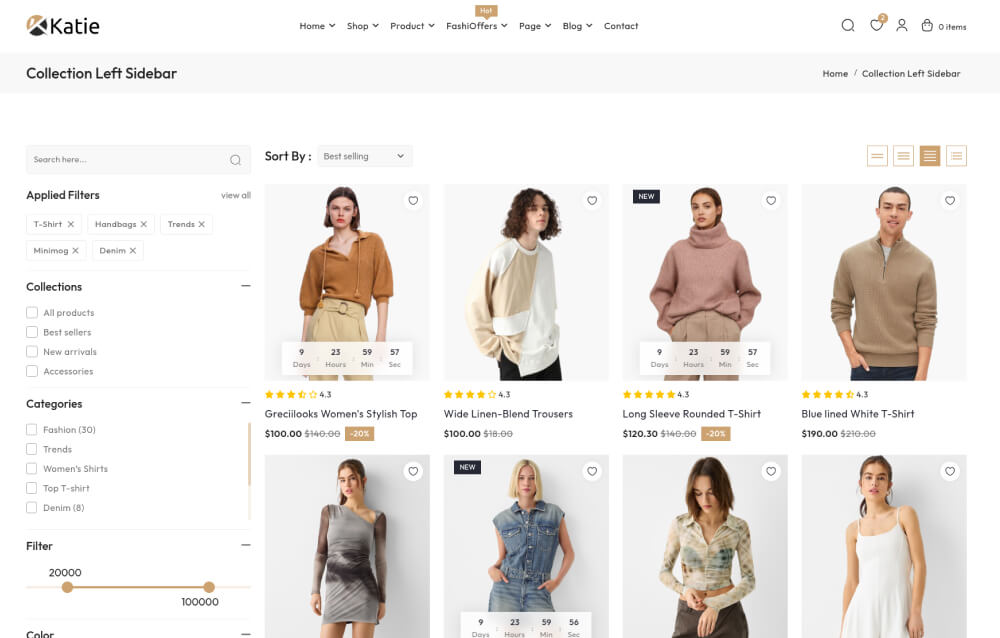 Katie
Home Shop Product FashiOffers Page Blog Contact
Hot
2
0 items
Collection Left Sidebar
Home / Collection Left Sidebar
Search here...
Sort By : Best selling
Applied Filters view all
T-Shirt Handbags Trends
Minimog Denim
Collections
All products
Best sellers
New arrivals
Accessories
Categories
Fashion (30)
Trends
Women's Shirts
Top T-shirt
Denim (8)
Filter
20000
100000
Color
9 : 23 : 59 : 57
Days Hours Min Sec
4.3
Greciilooks Women's Stylish Top
$100.00 $140.00 -20%
4.3
Wide Linen-Blend Trousers
$100.00 $18.00
NEW
9 : 23 : 59 : 57
Days Hours Min Sec
4.3
Long Sleeve Rounded T-Shirt
$120.30 $140.00 -20%
4.3
Blue lined White T-Shirt
$190.00 $210.00
NEW
9 : 23 : 59 : 56
Days Hours Min Sec